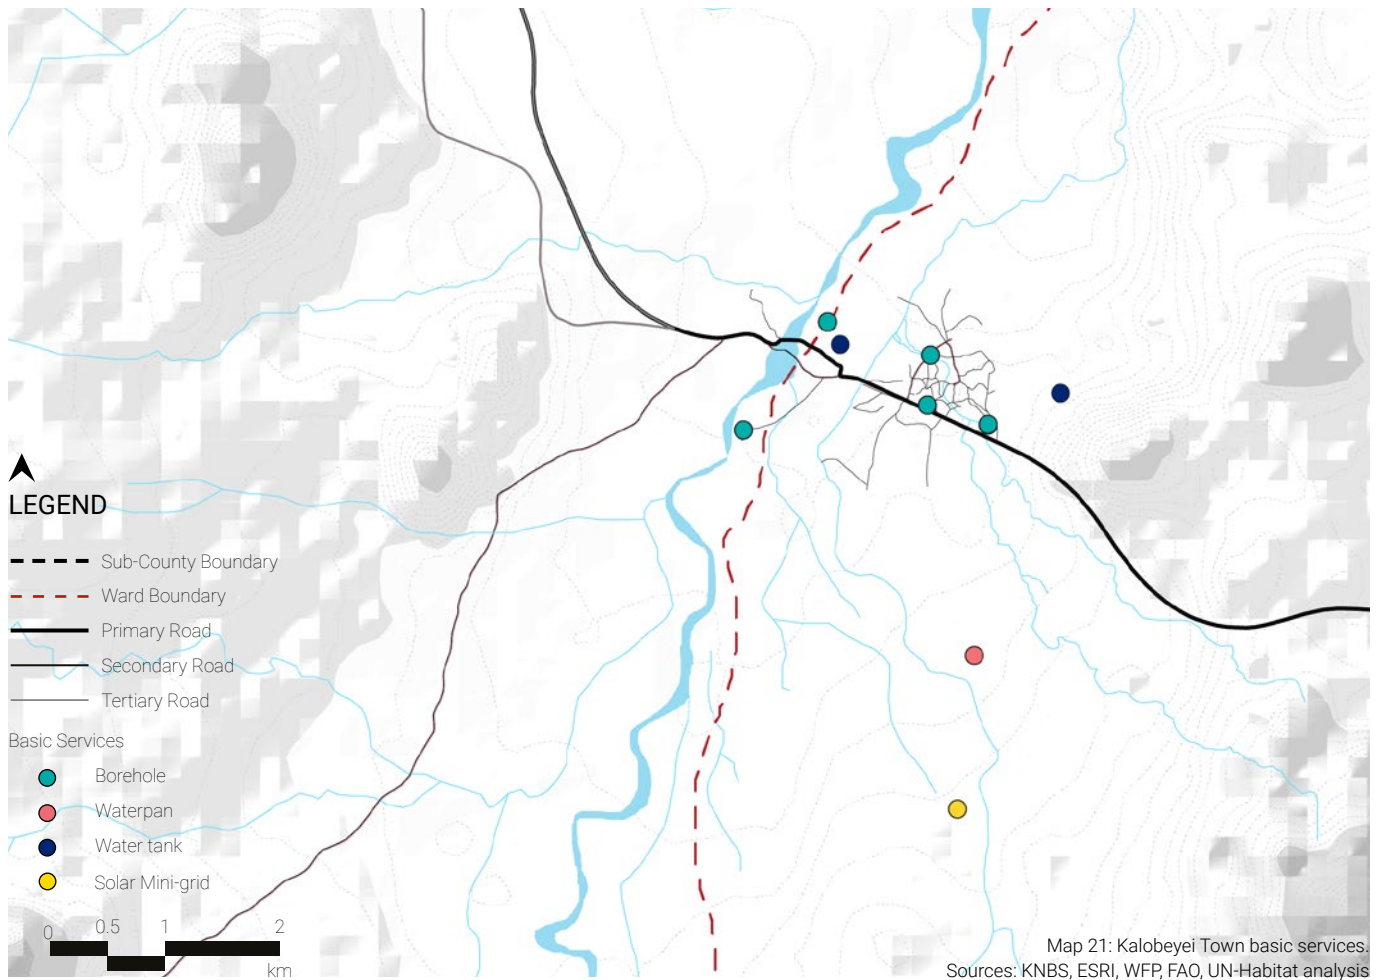 LEGEND
Sub-County Boundary
Ward Boundary
Primary Road
Secondary Road
Tertiary Road
Basic Services
Borehole
Waterpan
Water tank
Solar Mini-grid
0 0.5 1 2
km
Map 21: Kalobeyei Town basic services.
Sources: KNBS, ESRI, WFP, FAO, UN-Habitat analysis